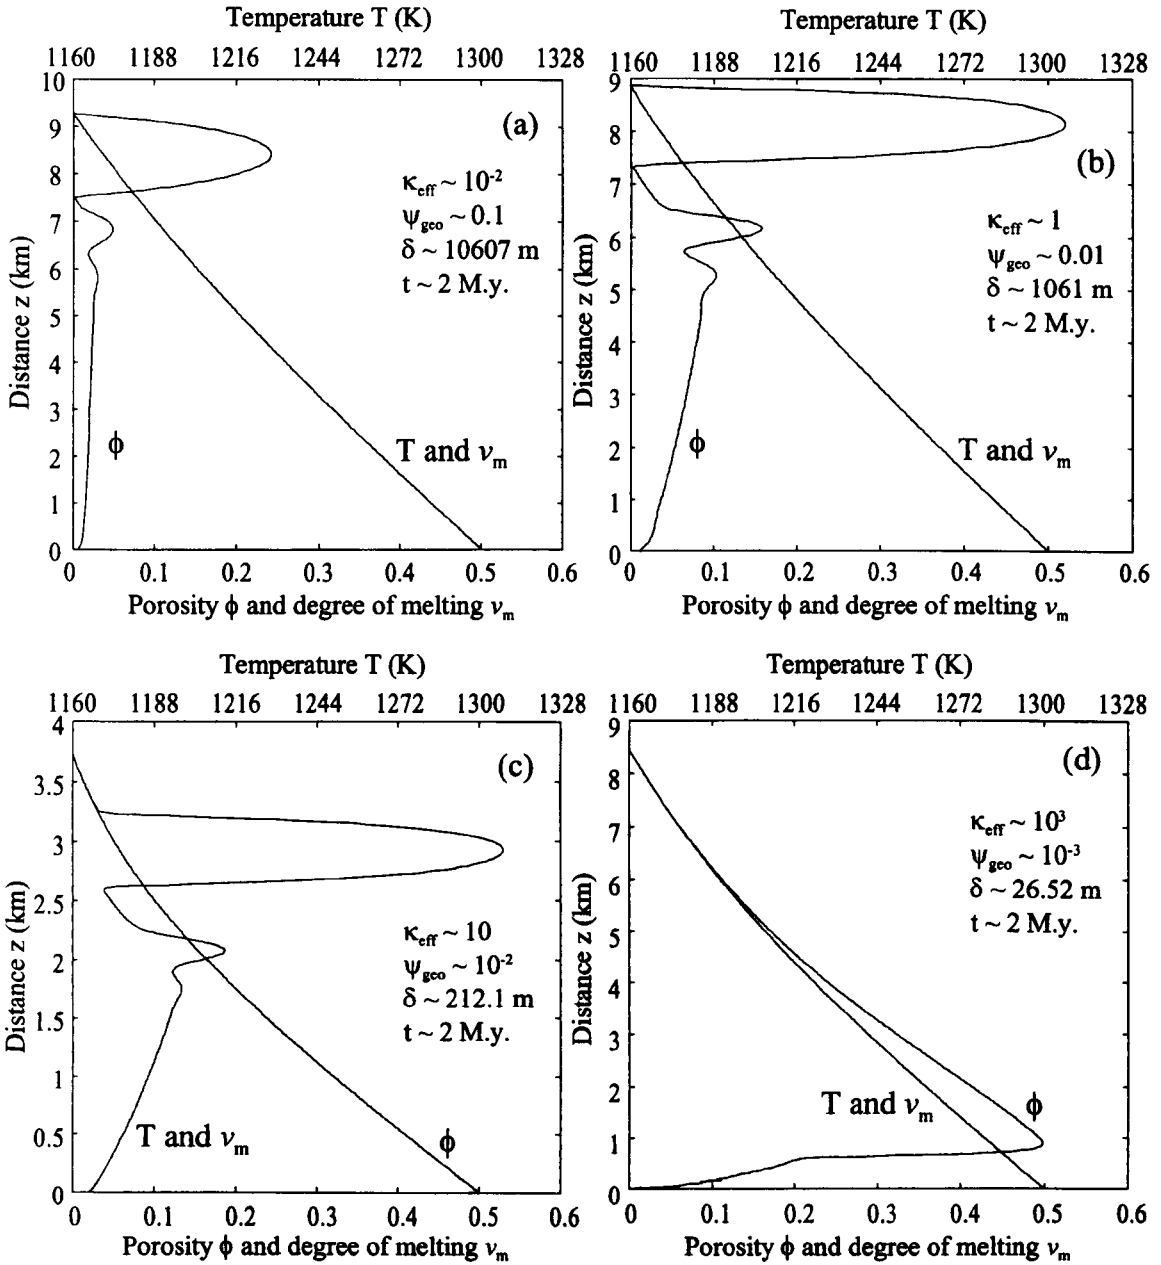 Temperature T (K)
1160 1188 1216 1244 1272 1300 1328
10
9
8
7
6
5
4
3
2
1
0
Distance z (km)
(a)
κeff ~ 10-2
ψgeo ~ 0.1
δ ~ 10607 m
t ~ 2 M.y.
ϕ
T and vm
0 0.1 0.2 0.3 0.4 0.5 0.6
Porosity ϕ and degree of melting vm
Temperature T (K)
1160 1188 1216 1244 1272 1300 1328
9
8
7
6
5
4
3
2
1
0
Distance z (km)
(b)
κeff ~ 1
ψgeo ~ 0.01
δ ~ 1061 m
t ~ 2 M.y.
ϕ
T and vm
0 0.1 0.2 0.3 0.4 0.5 0.6
Porosity ϕ and degree of melting vm
Temperature T (K)
1160 1188 1216 1244 1272 1300 1328
4
3.5
3
2.5
2
1.5
1
0.5
0
Distance z (km)
(c)
κeff ~ 10
ψgeo ~ 10-2
δ ~ 212.1 m
t ~ 2 M.y.
T and vm
ϕ
0 0.1 0.2 0.3 0.4 0.5 0.6
Porosity ϕ and degree of melting vm
Temperature T (K)
1160 1188 1216 1244 1272 1300 1328
9
8
7
6
5
4
3
2
1
0
Distance z (km)
(d)
κeff ~ 103
ψgeo ~ 10-3
δ ~ 26.52 m
t ~ 2 M.y.
T and vm
ϕ
0 0.1 0.2 0.3 0.4 0.5 0.6
Porosity ϕ and degree of melting vm